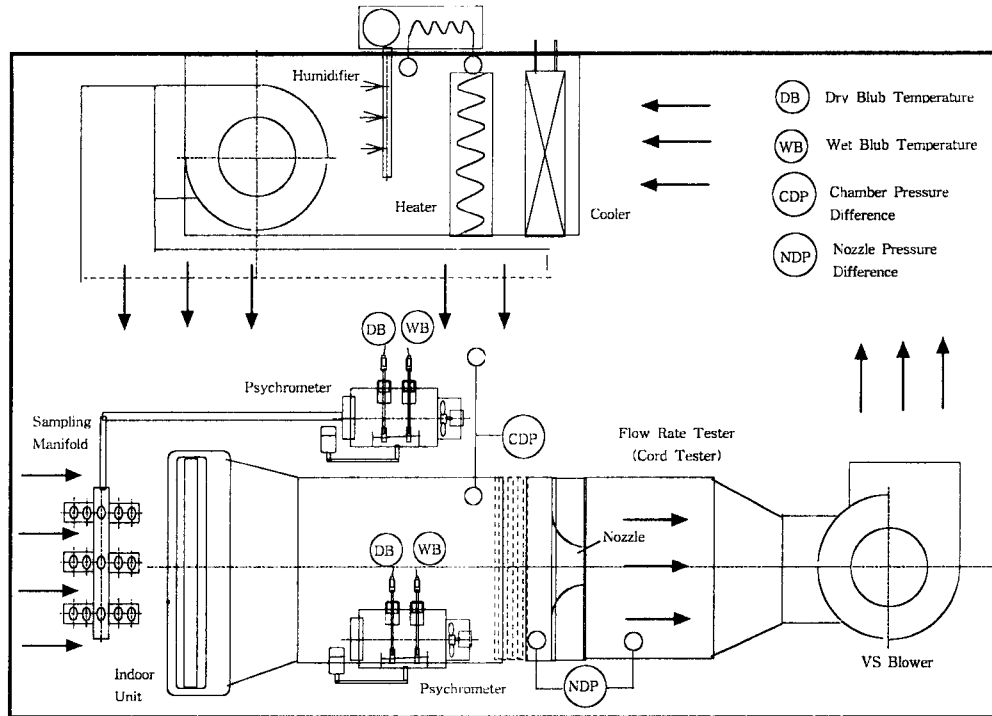 Humidifier
Heater
Cooler
DB Dry Blub Temperature
WB Wet Blub Temperature
CDP Chamber Pressure
Difference
NDP Nozzle Pressure
Difference
DB WB
Psychrometer
Sampling
Manifold
CDP
Flow Rate Tester
(Cord Tester)
DB WB
Nozzle
Indoor
Unit
Psychrometer
NDP
VS Blower